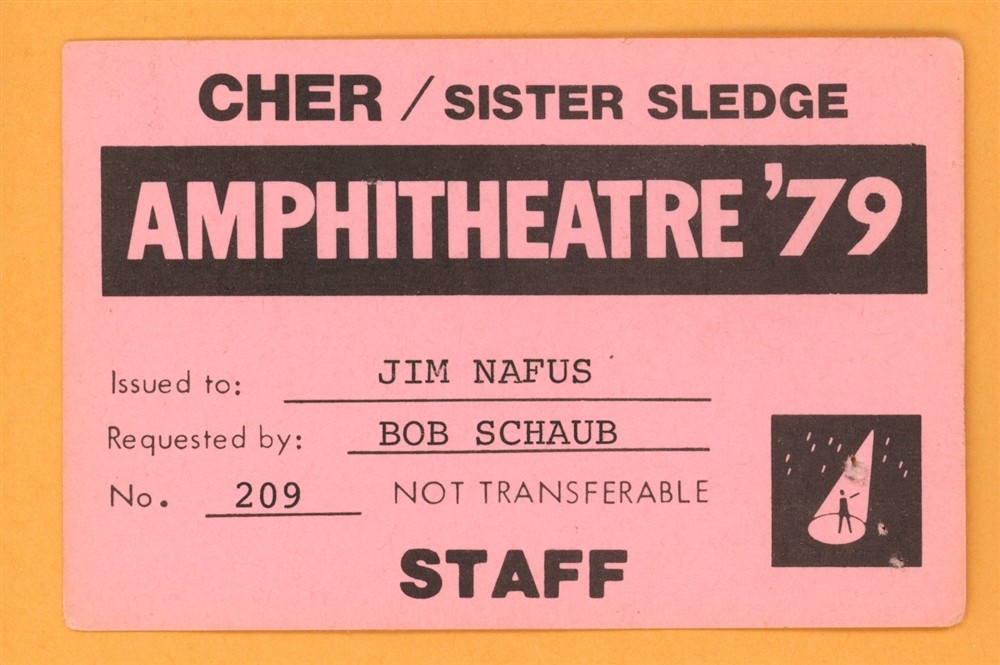 CHER / SISTER SLEDGE
AMPHITHEATRE '79
Issued to: JIM NAFUS
Requested by: BOB SCHAUB
No. 209 NOT TRANSFERABLE
STAFF